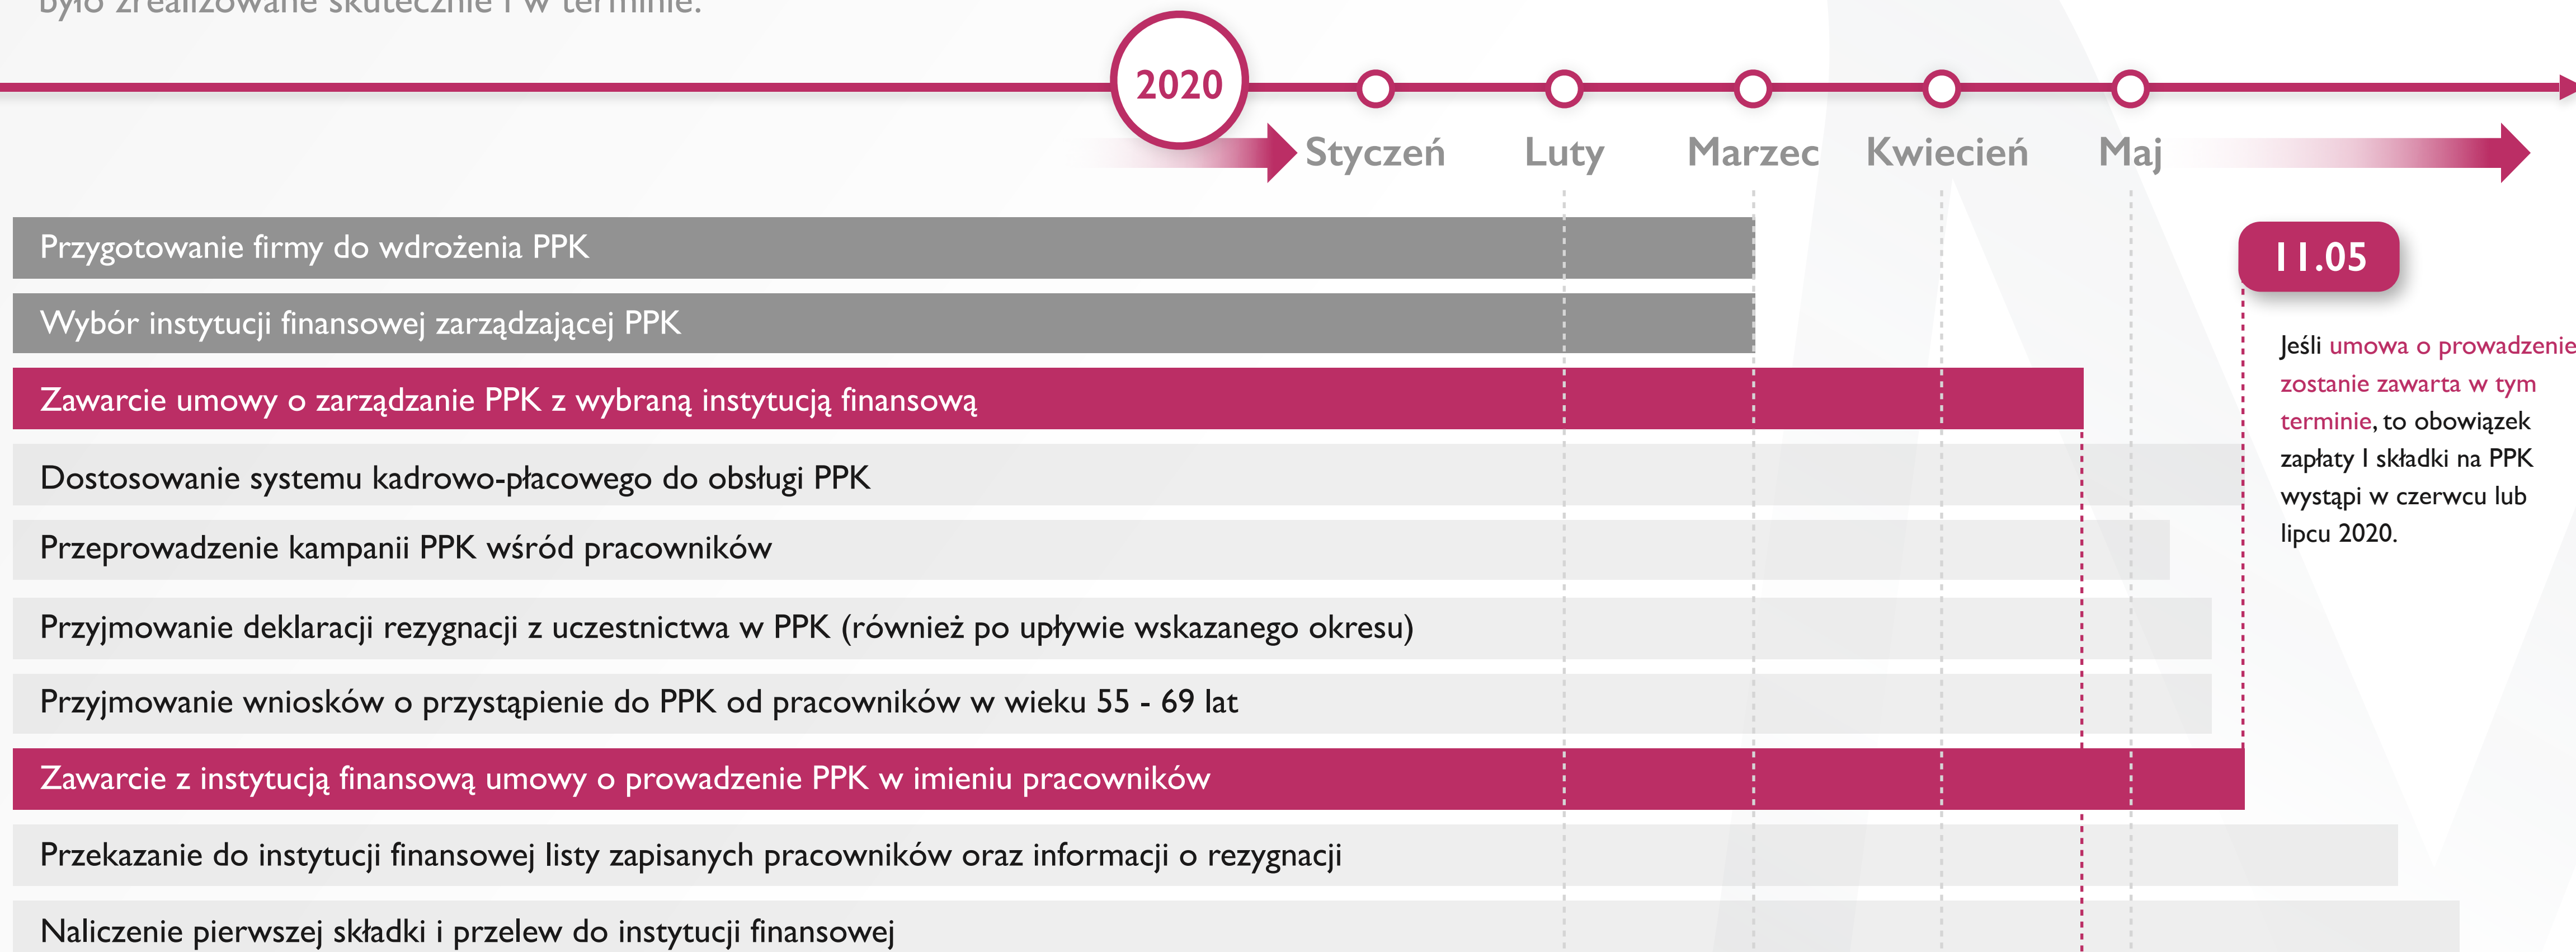 było zrealizowane skutecznie i w terminie.
2020
Styczeń Luty Marzec Kwiecień Maj
Przygotowanie firmy do wdrożenia PPK
11.05
Wybór instytucji finansowej zarządzającej PPK
Zawarcie umowy o zarządzanie PPK z wybraną instytucją finansową
Dostosowanie systemu kadrowo-płacowego do obsługi PPK
Przeprowadzenie kampanii PPK wśród pracowników
Przyjmowanie deklaracji rezygnacji z uczestnictwa w PPK (również po upływie wskazanego okresu)
Przyjmowanie wniosków o przystąpienie do PPK od pracowników w wieku 55 - 69 lat
Zawarcie z instytucją finansową umowy o prowadzenie PPK w imieniu pracowników
Przekazanie do instytucji finansowej listy zapisanych pracowników oraz informacji o rezygnacji
Naliczenie pierwszej składki i przelew do instytucji finansowej
Jeśli umowa o prowadzenie
zostanie zawarta w tym
terminie, to obowiązek
zapłaty I składki na PPK
wystąpi w czerwcu lub
lipcu 2020.